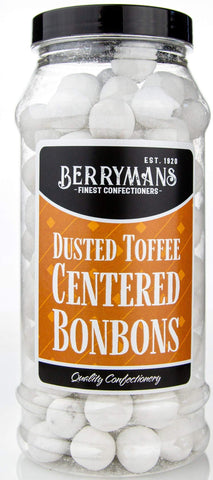 EST. 1920
BERRYMANS
-FINEST CONFECTIONERS-
DUSTED TOFFEE
CENTERED
BONBONS
Quality Confectionery